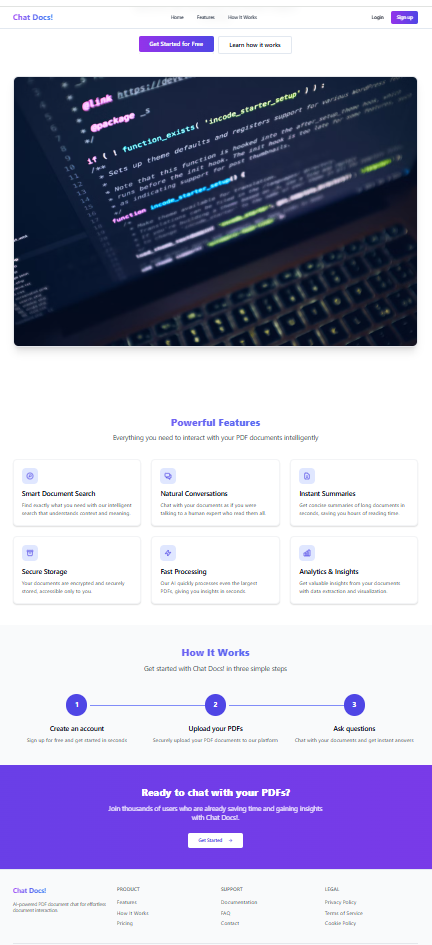 Chat Docs!
Home Features How It Works
Login Sign up
Get Started for Free Learn how it works
@link https://deve
@package _S
*/
if ( ! function_exists( 'incode_starter_setup' ) ) :
/**
* Sets up theme defaults and registers support for various WordPress
*
* Note that this function is hooked into the after_setup_theme hook, which
* runs before the init hook. The init hook is too late for some features, such
* as indicating support for post thumbnails.
*/
function incode_starter_setup() {
Powerful Features
Everything you need to interact with your PDF documents intelligently
Smart Document Search
Find exactly what you need with our intelligent
search that understands context and meaning.
Natural Conversations
Chat with your documents as if you were
talking to a human expert who read them all.
Instant Summaries
Get concise summaries of long documents in
seconds, saving you hours of reading time.
Secure Storage
Your documents are encrypted and securely
stored, accessible only to you.
Fast Processing
Our AI quickly processes even the largest
PDFs, giving you insights in seconds.
Analytics & Insights
Get valuable insights from your documents
with data extraction and visualization.
How It Works
Get started with Chat Docs! in three simple steps
1
Create an account
Sign up for free and get started in seconds
2
Upload your PDFs
Securely upload your PDF documents to our platform
3
Ask questions
Chat with your documents and get instant answers
Ready to chat with your PDFs?
Join thousands of users who are already saving time and gaining insights
with Chat Docs!.
Get Started →
Chat Docs!
AI-powered PDF document chat for effortless
document interaction.
PRODUCT
Features
How It Works
Pricing
SUPPORT
Documentation
FAQ
Contact
LEGAL
Privacy Policy
Terms of Service
Cookie Policy